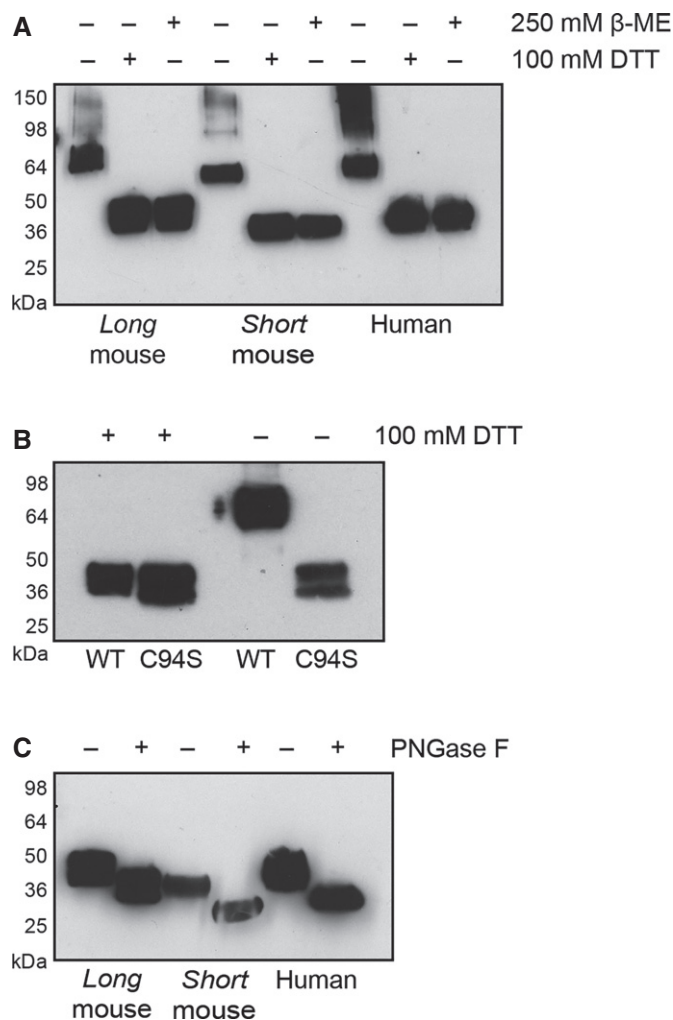 A
– – + – – + – – + 250 mM β-ME
– + – – + – – + – 100 mM DTT
150
98
64
50
36
25
kDa
Long mouse
Short mouse
Human
B
+ + – – 100 mM DTT
98
64
50
36
25
kDa
WT C94S WT C94S
C
– + – + – + PNGase F
98
64
50
36
25
kDa
Long mouse
Short mouse
Human